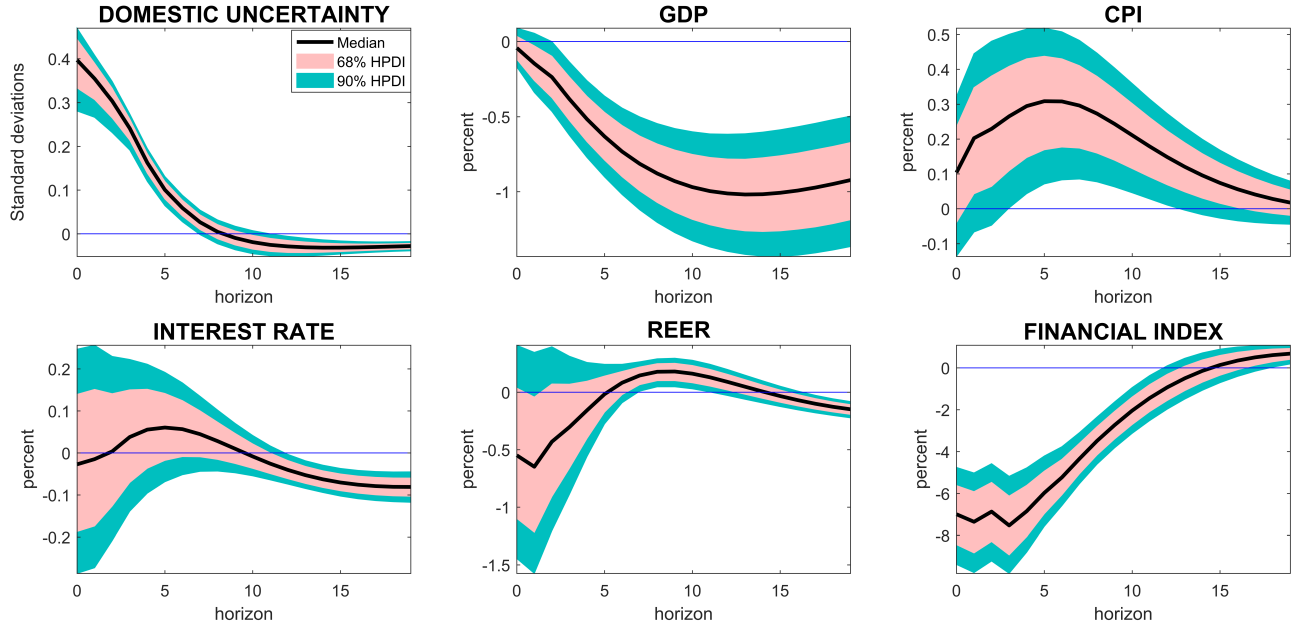 DOMESTIC UNCERTAINTY
Standard deviations
0.4
0.3
0.2
0.1
0
0
5
10
15
horizon
Median
68% HPDI
90% HPDI
GDP
percent
0
-0.5
-1
0
5
10
15
horizon
CPI
percent
0.5
0.4
0.3
0.2
0.1
0
-0.1
0
5
10
15
horizon
INTEREST RATE
percent
0.2
0.1
0
-0.1
-0.2
0
5
10
15
horizon
REER
percent
0
-0.5
-1
-1.5
0
5
10
15
horizon
FINANCIAL INDEX
percent
0
-2
-4
-6
-8
0
5
10
15
horizon